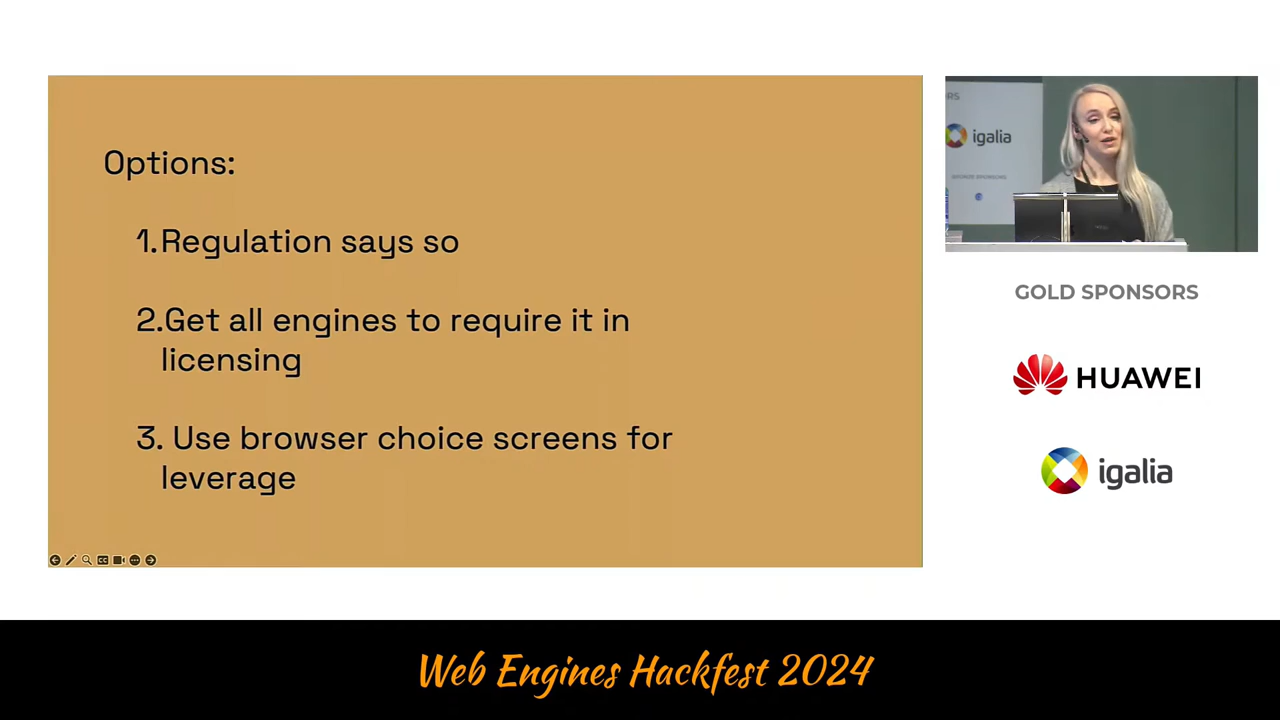 Options:
1.Regulation says so
2.Get all engines to require it in
licensing
3. Use browser choice screens for
leverage
igalia
GOLD SPONSORS
HUAWEI
igalia
Web Engines Hackfest 2024